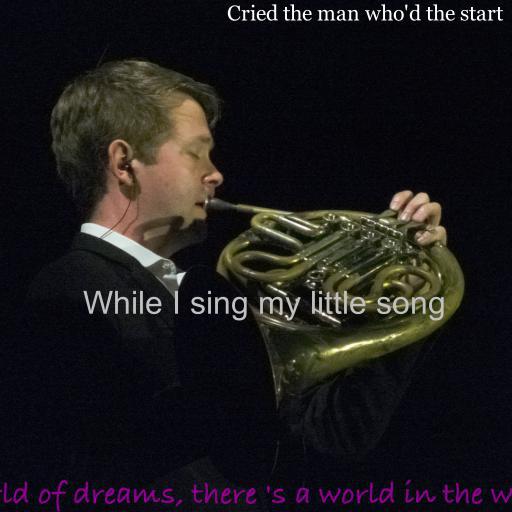 Cried the man who'd the start
While I sing my little song
of dreams, there 's a world in the